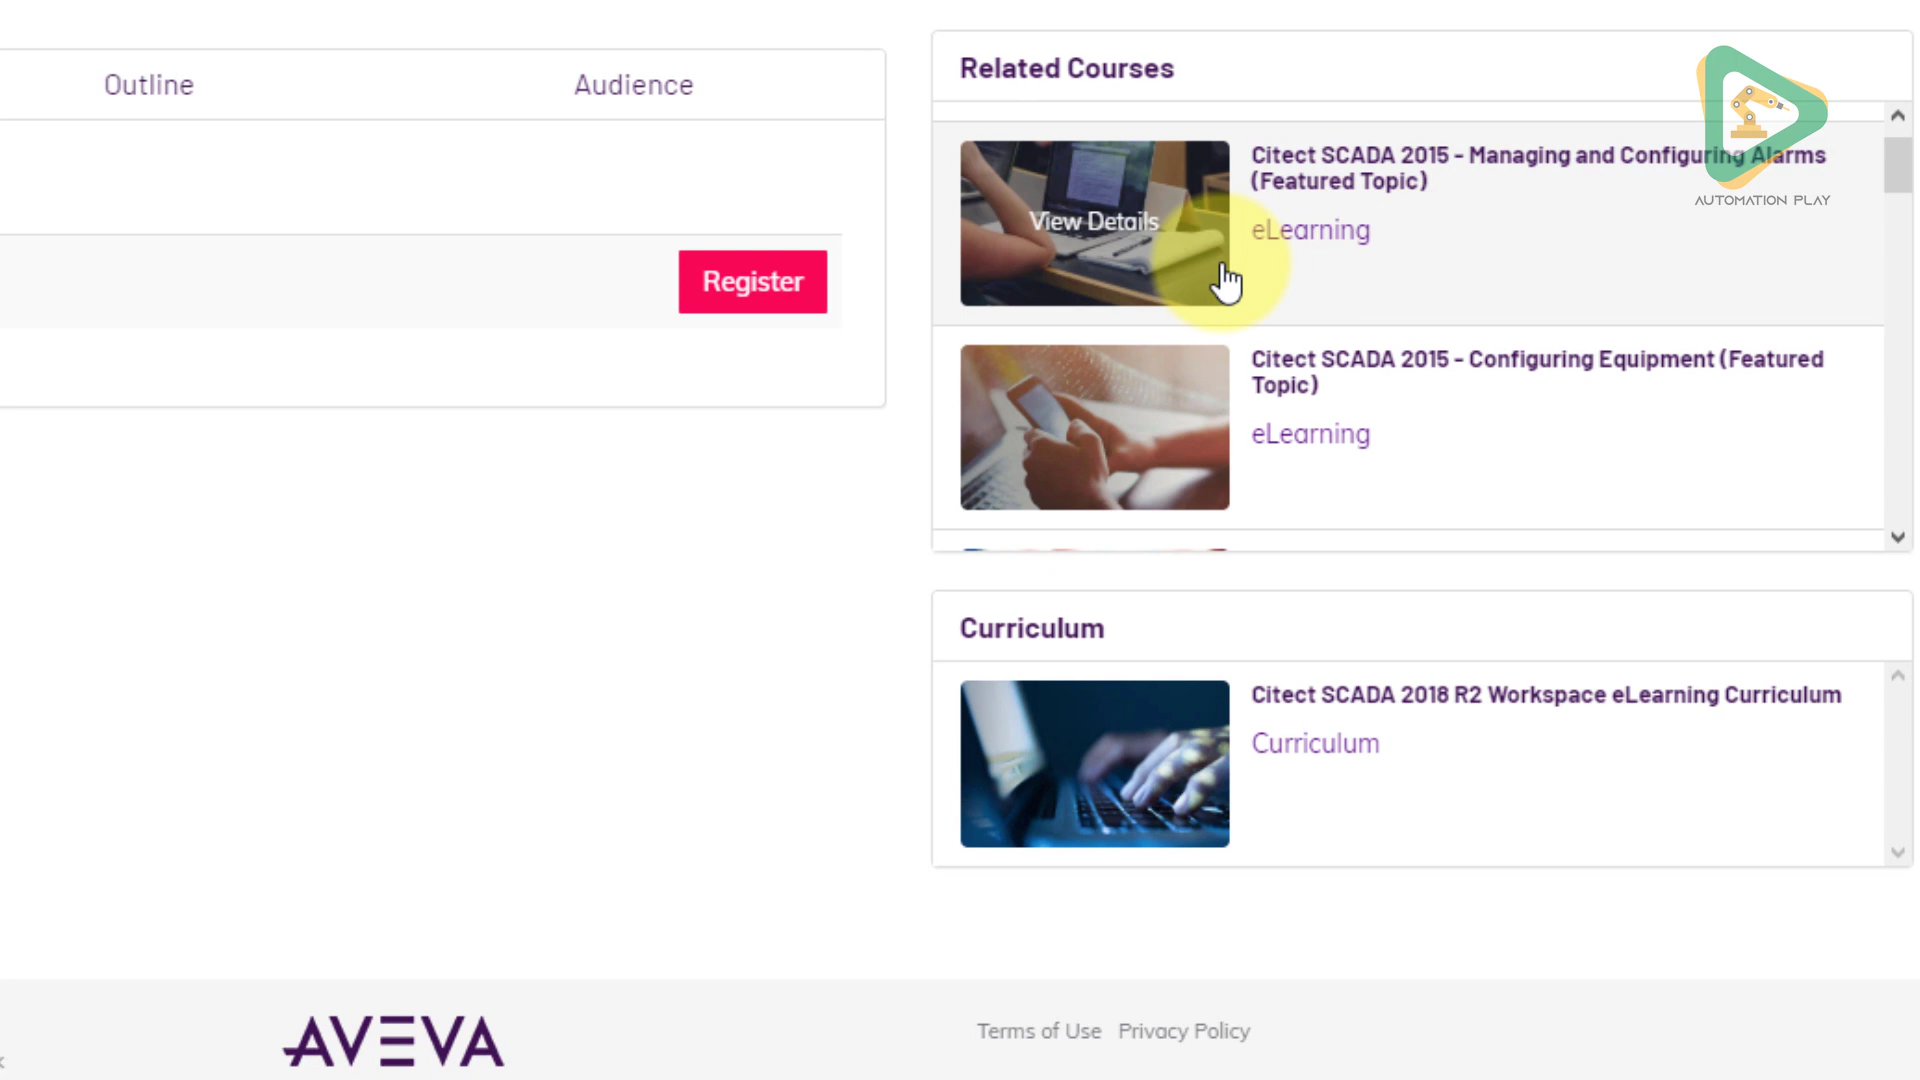 Outline
Audience
Register
Related Courses
View Details
Citect SCADA 2015 - Managing and Configuring Alarms
(Featured Topic)
eLearning
Citect SCADA 2015 - Configuring Equipment (Featured
Topic)
eLearning
AUTOMATION PLAY
Curriculum
Citect SCADA 2018 R2 Workspace eLearning Curriculum
Curriculum
AVEVA
Terms of Use Privacy Policy